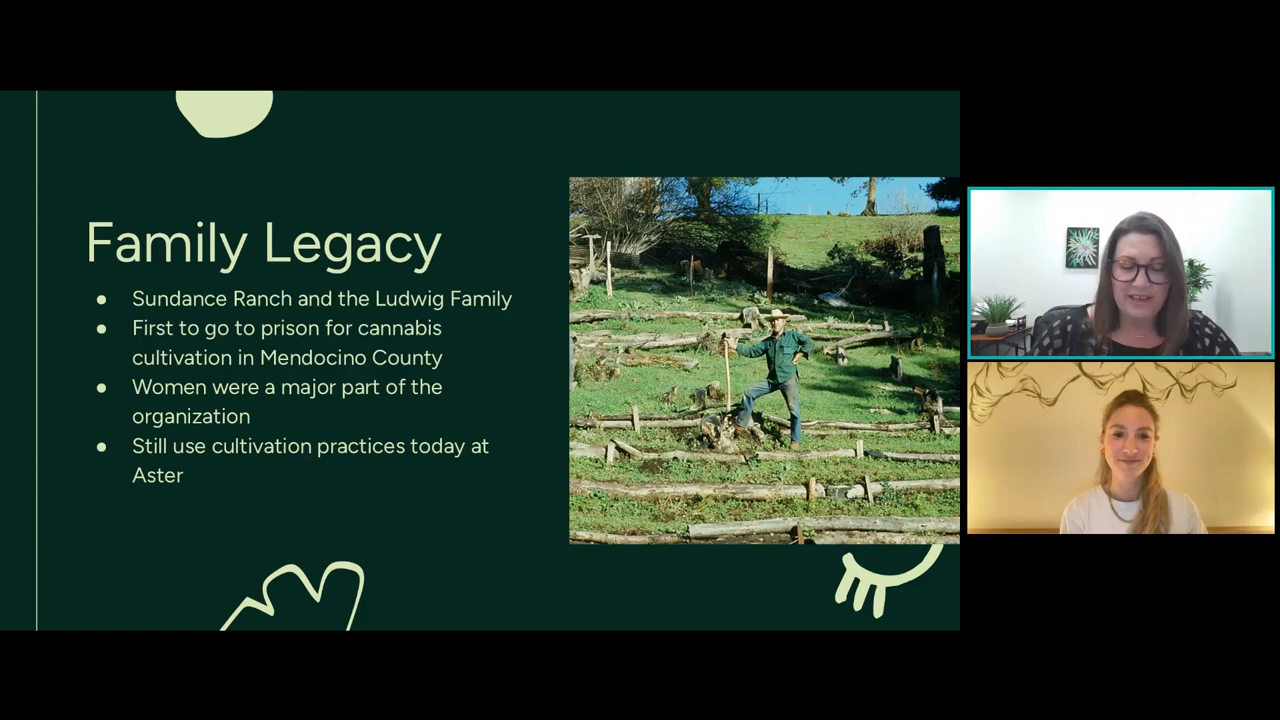 Family Legacy
● Sundance Ranch and the Ludwig Family
● First to go to prison for cannabis
cultivation in Mendocino County
● Women were a major part of the
organization
● Still use cultivation practices today at
Aster